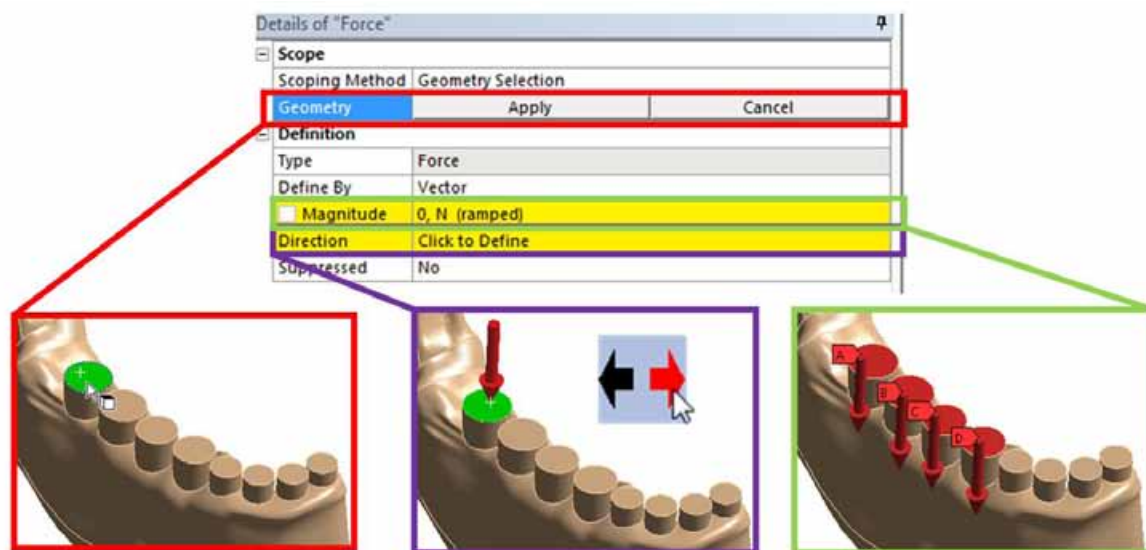 Details of "Force"
Scope
Scoping Method Geometry Selection
Geometry Apply Cancel
Definition
Type Force
Define By Vector
Magnitude 0, N (ramped)
Direction Click to Define
Suppressed No
A
B
C
D